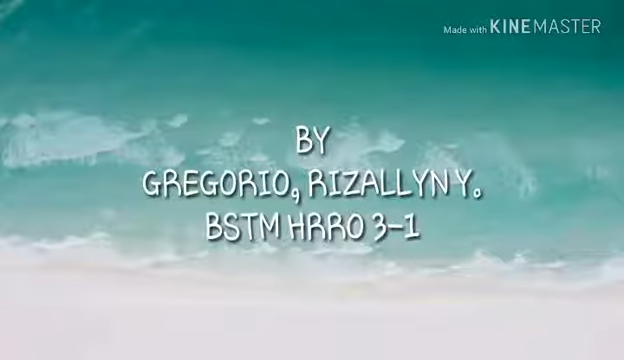 Made with KINEMASTER
BY
GREGORIO, RIZALLYN Y.
BSTM HRRO 3-1